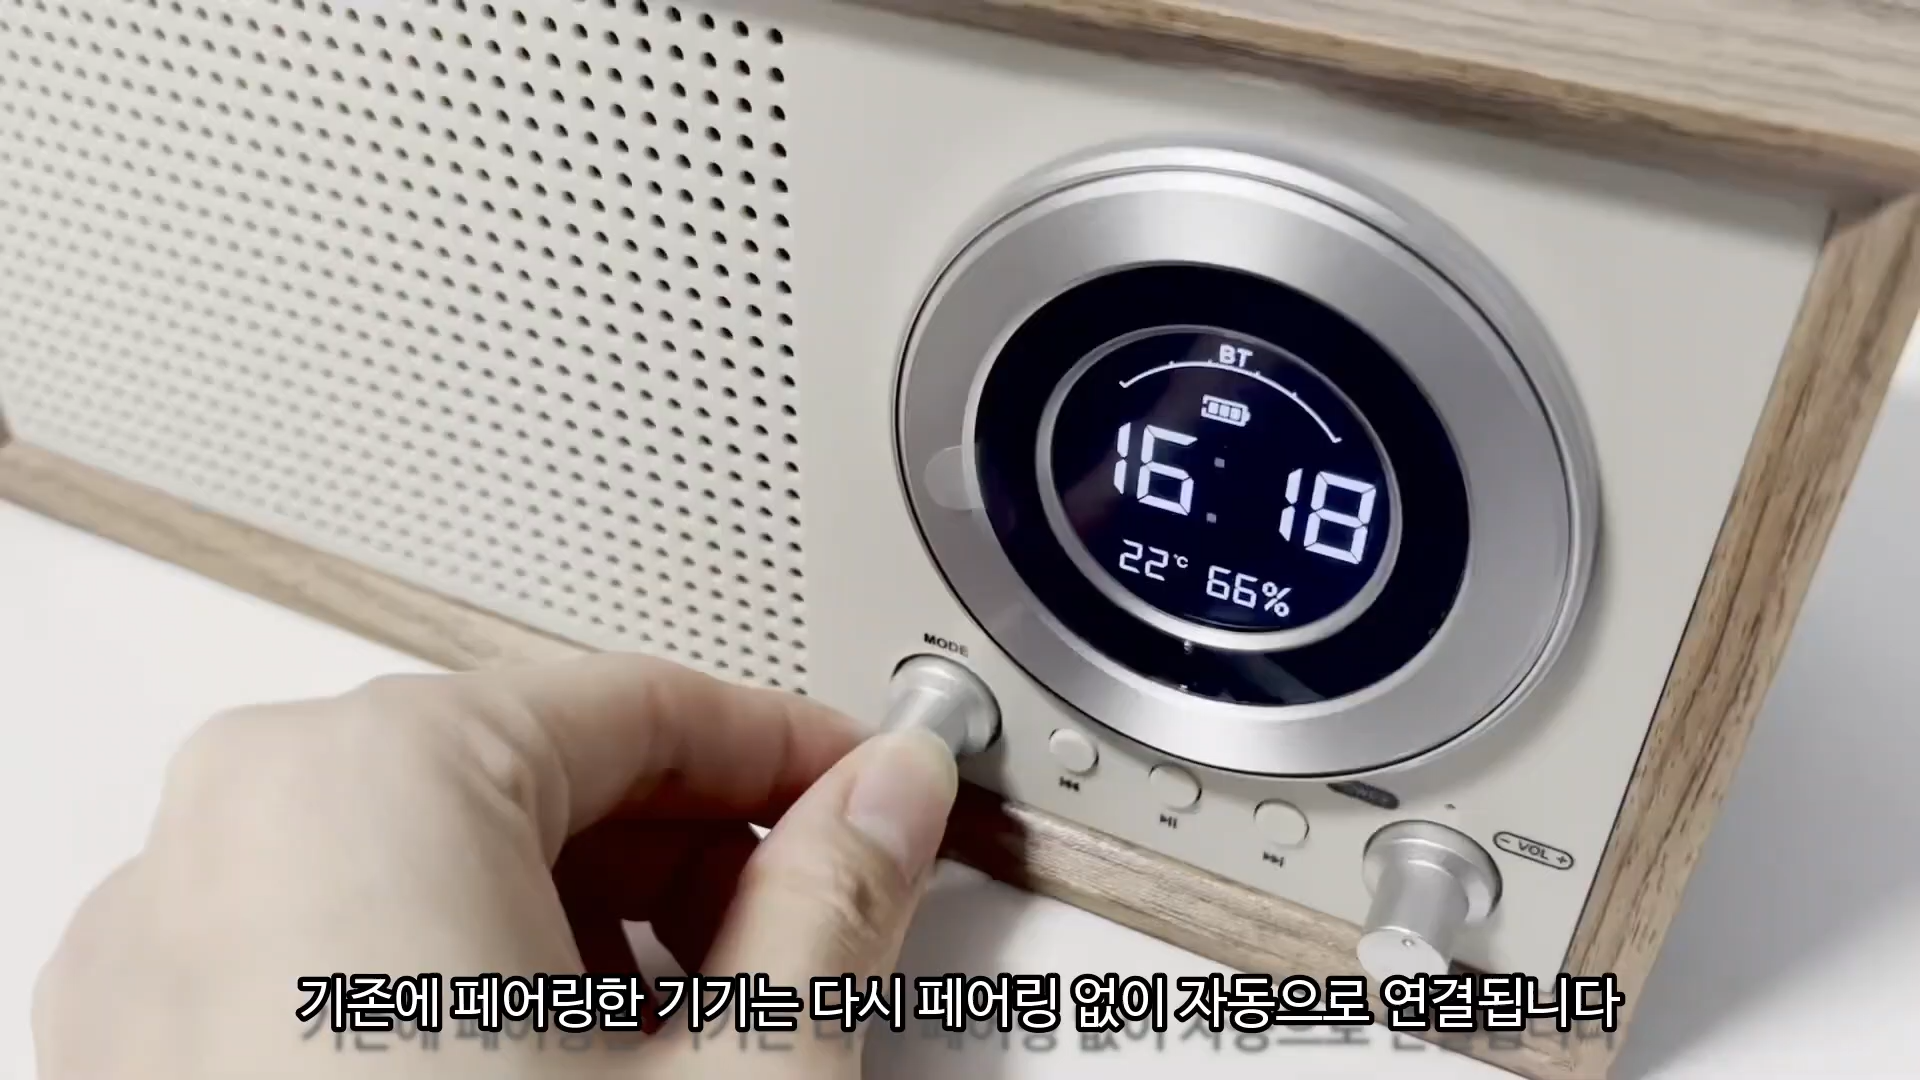 BT
16:18
22°C 66%
MODE
- VOL +
기존에 페어링한 기기는 다시 페어링 없이 자동으로 연결됩니다